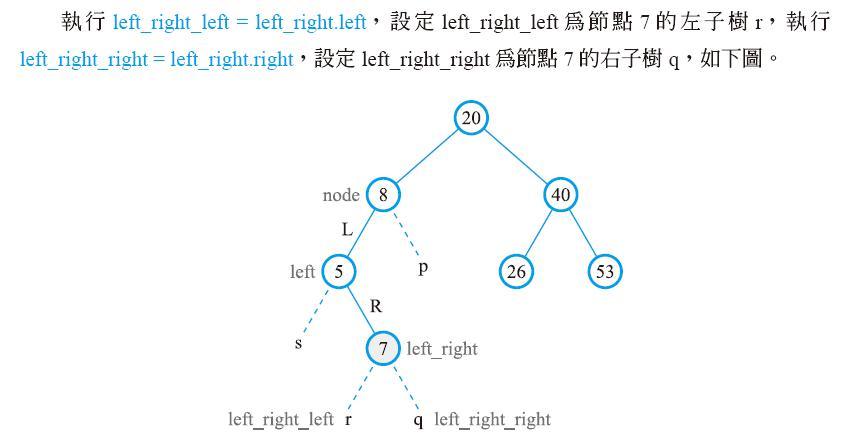 執行 left_right_left = left_right.left，設定 left_right_left 爲節點 7 的左子樹 r，執行
left_right_right = left_right.right，設定 left_right_right 爲節點 7 的右子樹 q，如下圖。
20
node 8 40
L
left 5 p 26 53
R
s 7 left_right
left_right_left r q left_right_right